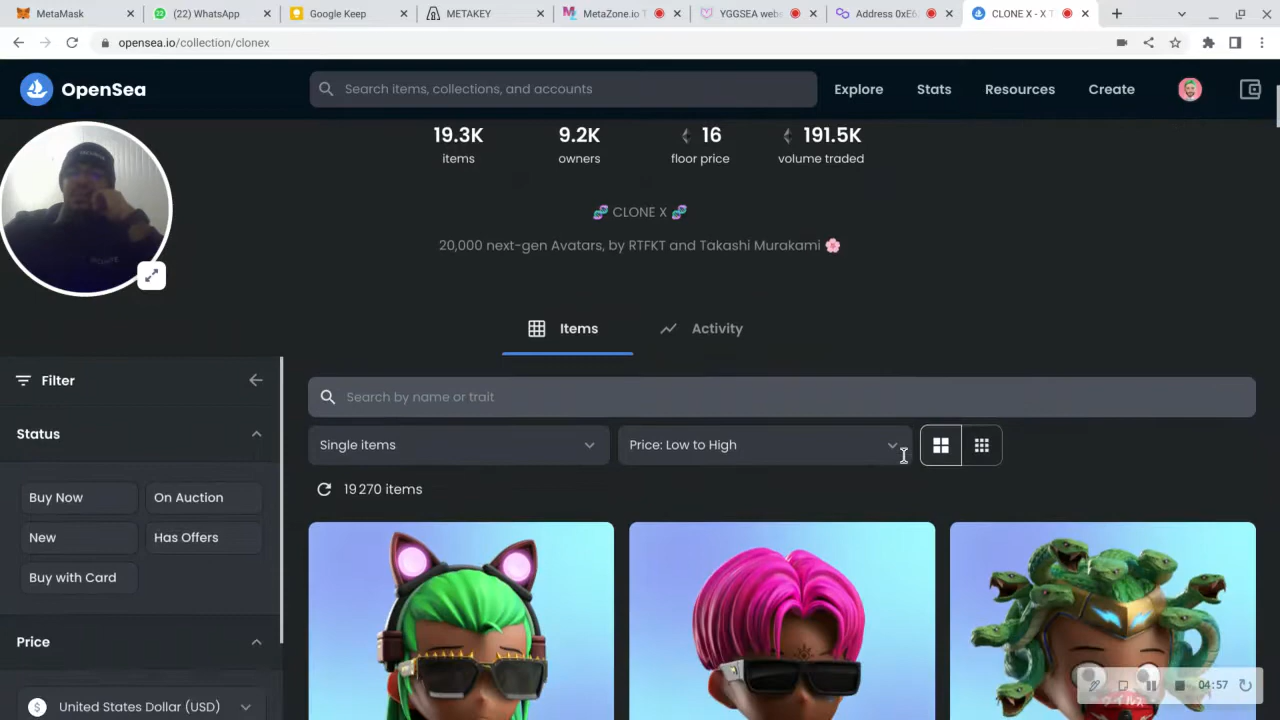 MetaMask
(22) WhatsApp
Google Keep
METAKEY
MetaZone.io T
YGGSEA webs
Address 0xE6
CLONE X - X T
opensea.io/collection/clonex
OpenSea
Search items, collections, and accounts
Explore
Stats
Resources
Create
19.3K
items
9.2K
owners
16
floor price
191.5K
volume traded
🧬 CLONE X 🧬
20,000 next-gen Avatars, by RTFKT and Takashi Murakami 🌸
Items
Activity
Filter
Search by name or trait
Status
Single items
Price: Low to High
19 270 items
Buy Now
On Auction
New
Has Offers
Buy with Card
Price
$ United States Dollar (USD)
04:57